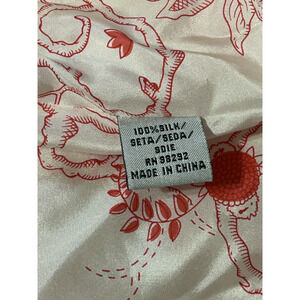 100%SILK/
SETA/SEDA/
SOIE
RN 98292
MADE IN CHINA